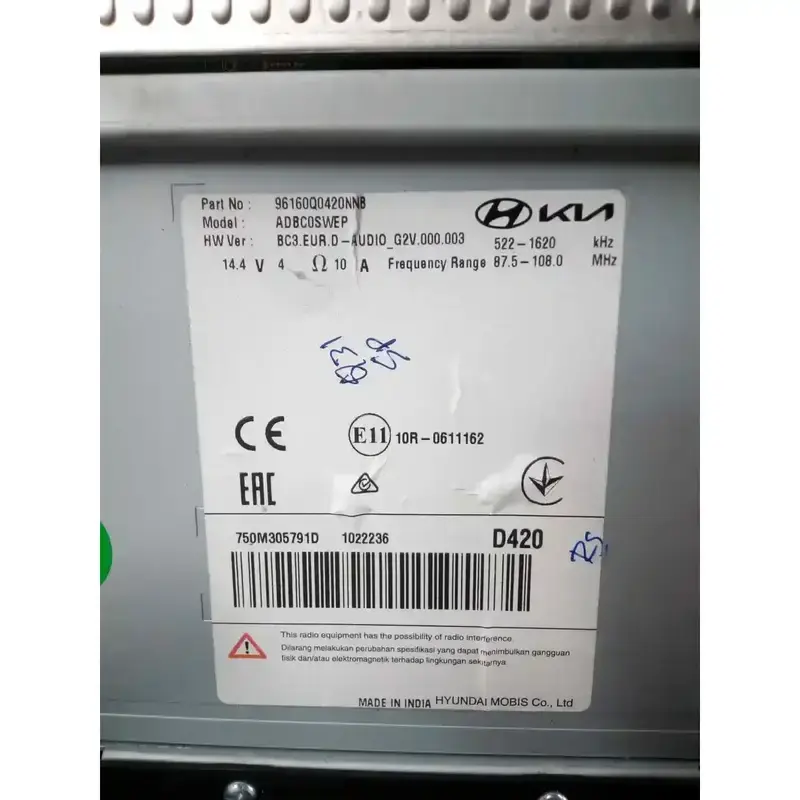 Part No : 96160Q0420NNB
HYUNDAI KIA
Model : ADBC0SWEP
HW Ver : BC3.EUR.D-AUDIO_G2V.000.003 522-1620 kHz
14.4 V 4 Ω 10 A Frequency Range 87.5-108.0 MHz
CE E11 10R-0611162
EAC
750M305791D 1022236 D420
This radio equipment has the possibility of radio interference.
Dilarang melakukan perubahan spesifikasi yang dapat menimbulkan gangguan
fisik dan/atau elektromagnetik terhadap lingkungan sekitarnya
MADE IN INDIA HYUNDAI MOBIS Co., Ltd